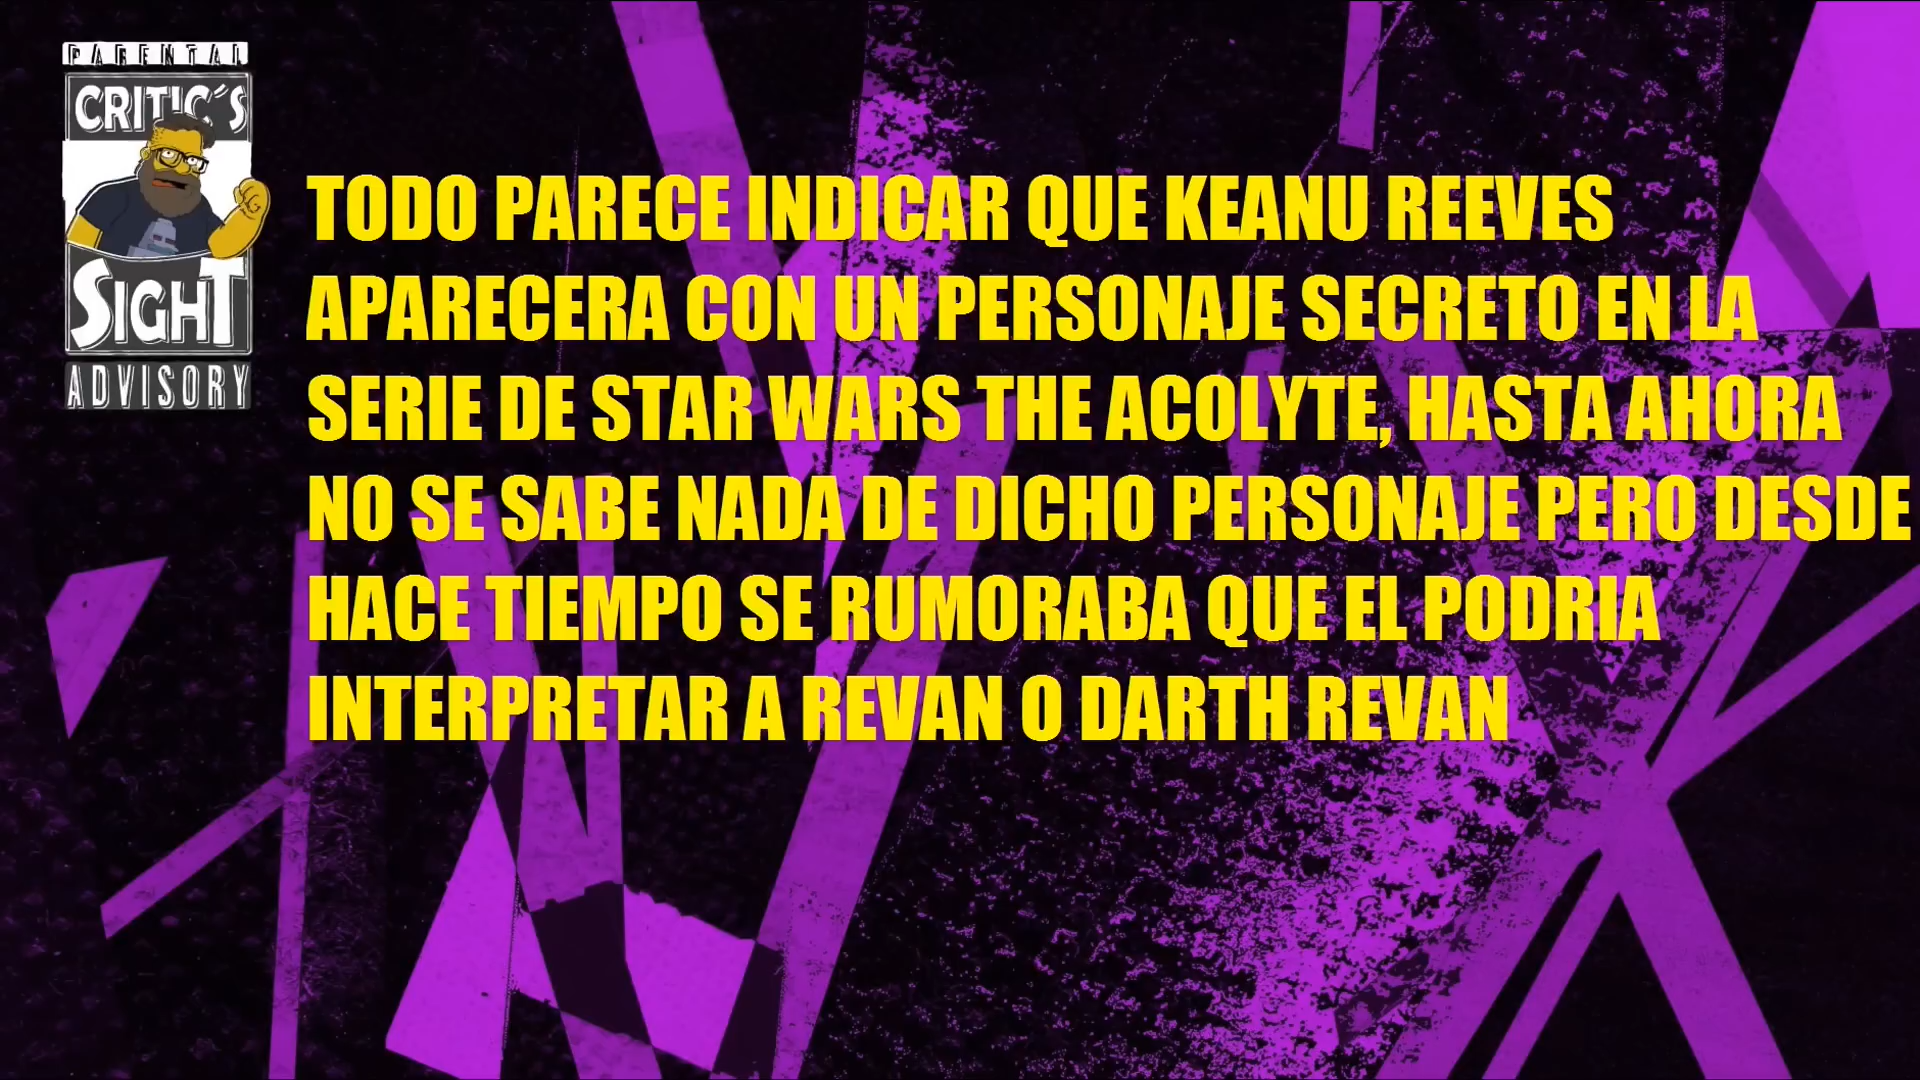 PARENTAL
CRITIC'S
SIGHT
ADVISORY
TODO PARECE INDICAR QUE KEANU REEVES
APARECERA CON UN PERSONAJE SECRETO EN LA
SERIE DE STAR WARS THE ACOLYTE, HASTA AHORA
NO SE SABE NADA DE DICHO PERSONAJE PERO DESDE
HACE TIEMPO SE RUMORABA QUE EL PODRIA
INTERPRETAR A REVAN O DARTH REVAN